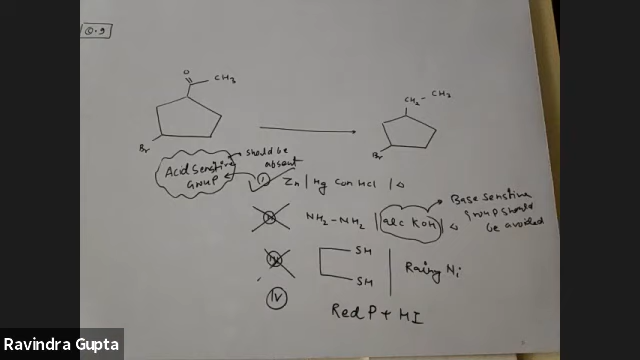 Q.9
O
CH3
Br
CH2- CH3
Br
Acid Sensitive
GROUP
should be
absent
i Zn | Hg Con HCl | Δ
NH2-NH2 | alc KOH | Δ
Base sensitive
group should
be avoided
SH
SH
Raing Ni
iv
Red P + HI
Ravindra Gupta